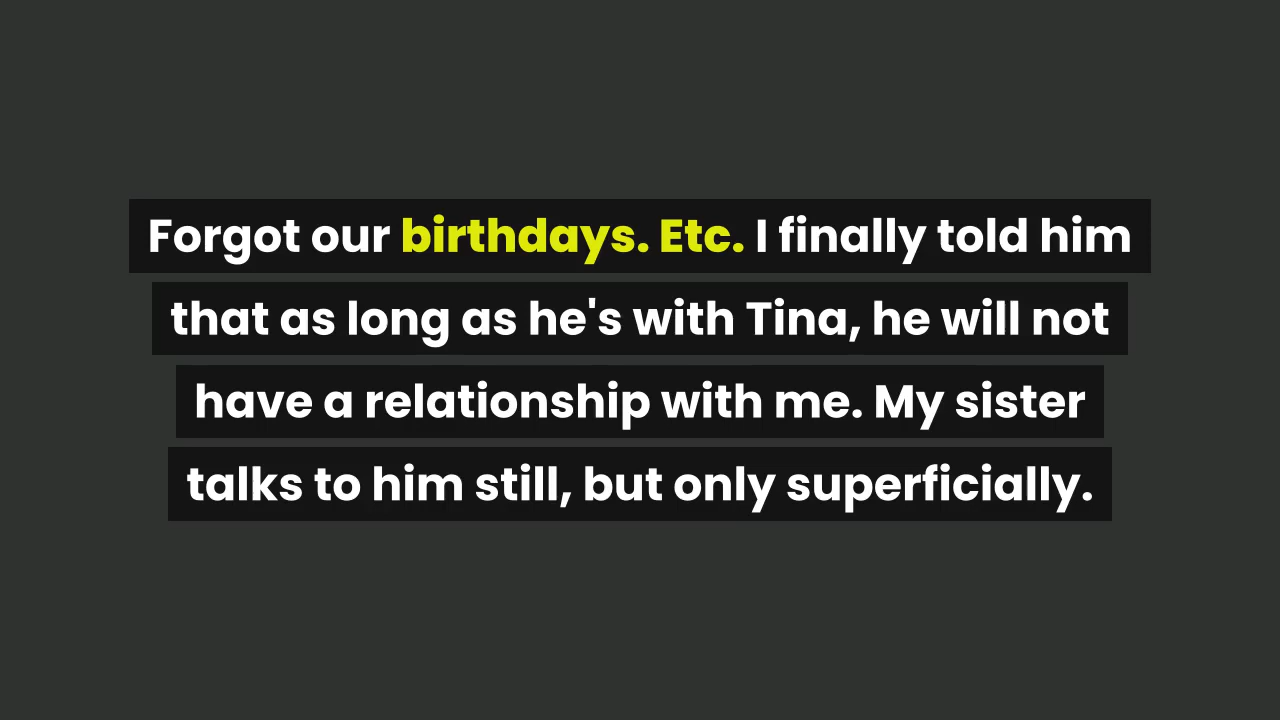 Forgot our birthdays. Etc. I finally told him
that as long as he's with Tina, he will not
have a relationship with me. My sister
talks to him still, but only superficially.